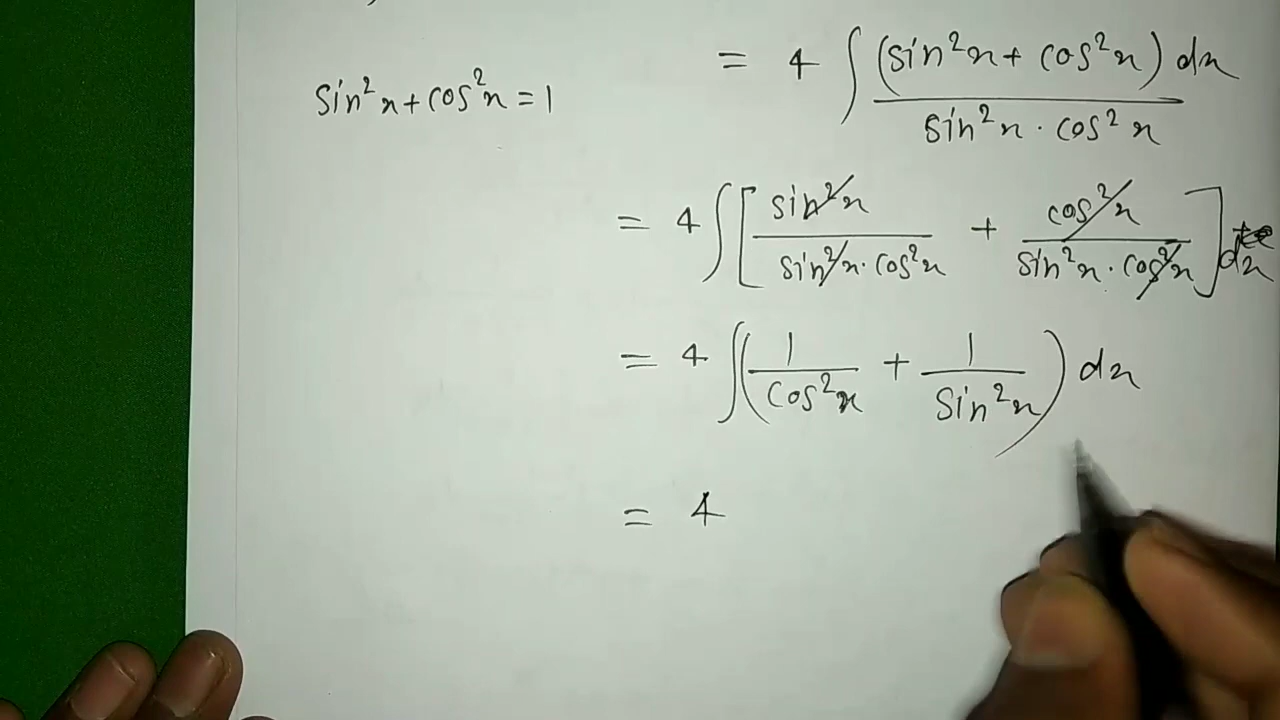 = 4 ∫ (sin²x + cos²x) dx / sin²x · cos²x
sin²x + cos²x = 1
= 4 ∫ [ sin²x / sin²x · cos²x + cos²x / sin²x · cos²x ] dx
= 4 ∫ ( 1 / cos²x + 1 / sin²x ) dx
= 4